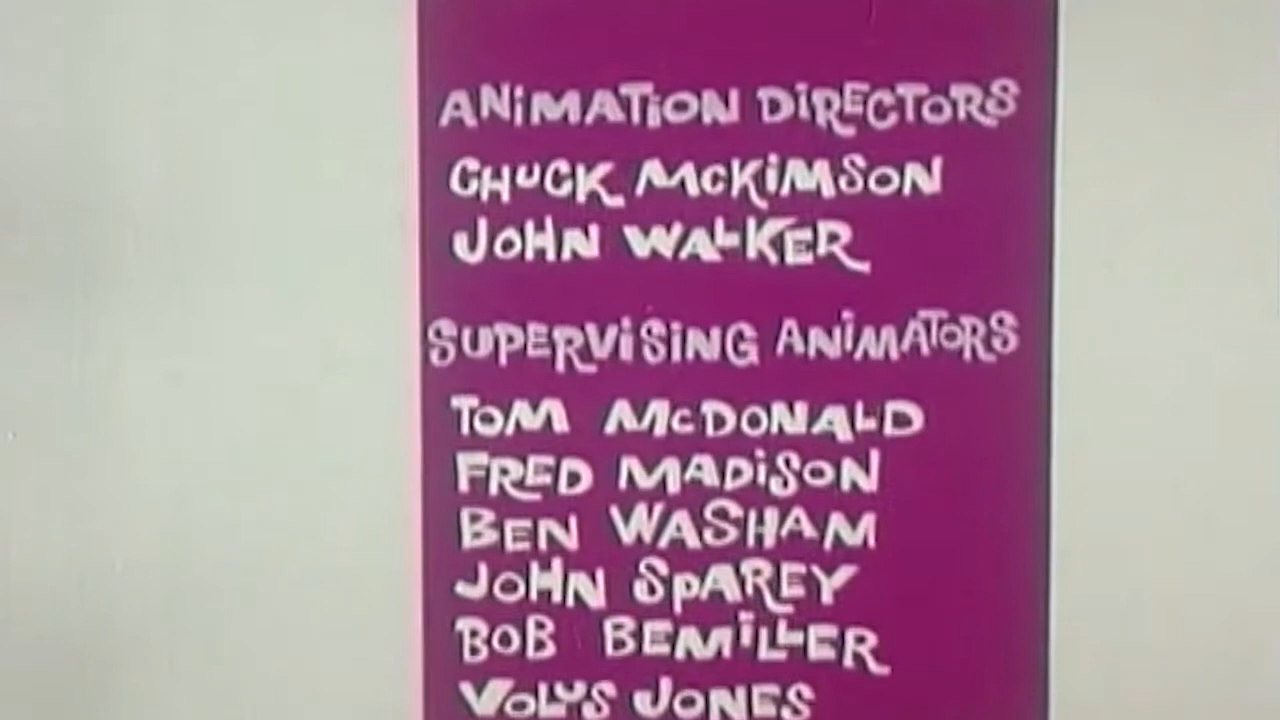 ANiMATiON DiRECTORS
CHUCK McKiMSON
JOHN WALKER
SUPERViSiNG ANiMATORS
TOM McDONALD
FRED MADiSON
BEN WASHAM
JOHN SPAREY
BOB BEMiLLER
VOLUS JONES